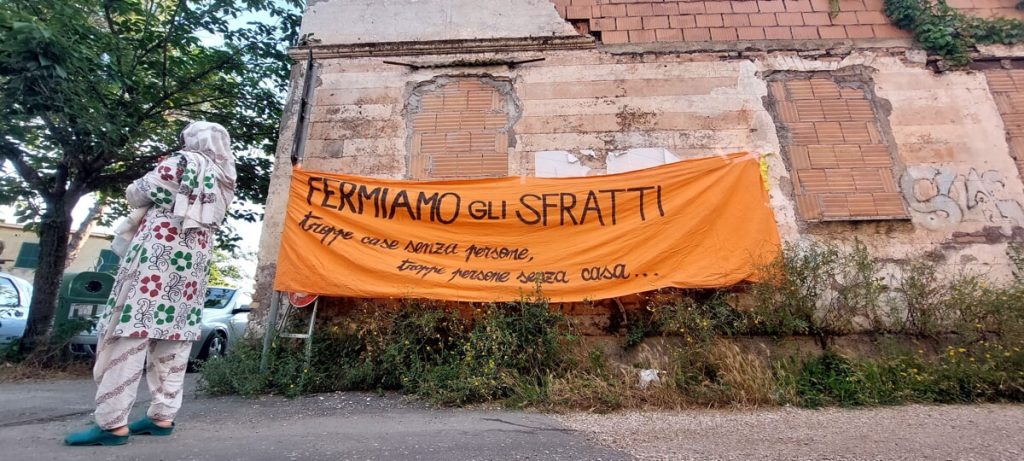 FERMIAMO GLI SFRATTI
troppe case senza persone,
troppe persone senza casa...